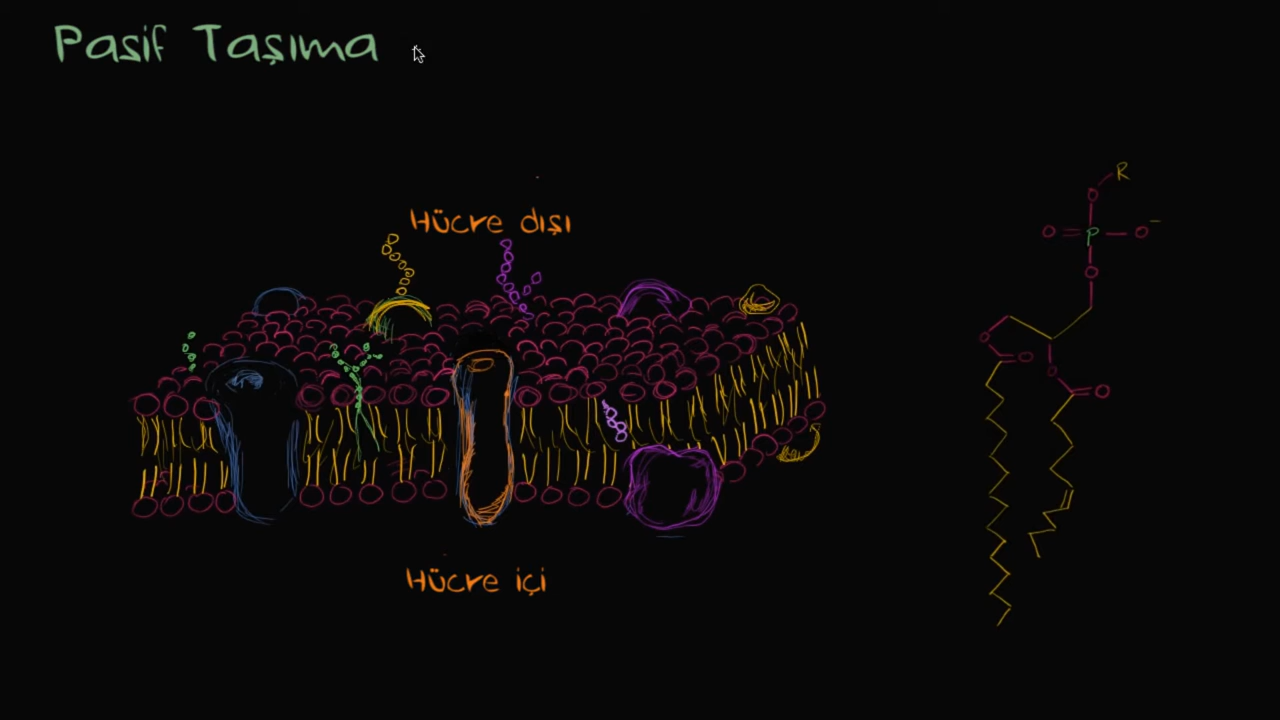 Pasif Taşıma
Hücre dışı
Hücre içi
R
O
O = P - O⁻
O
O
O
O
O